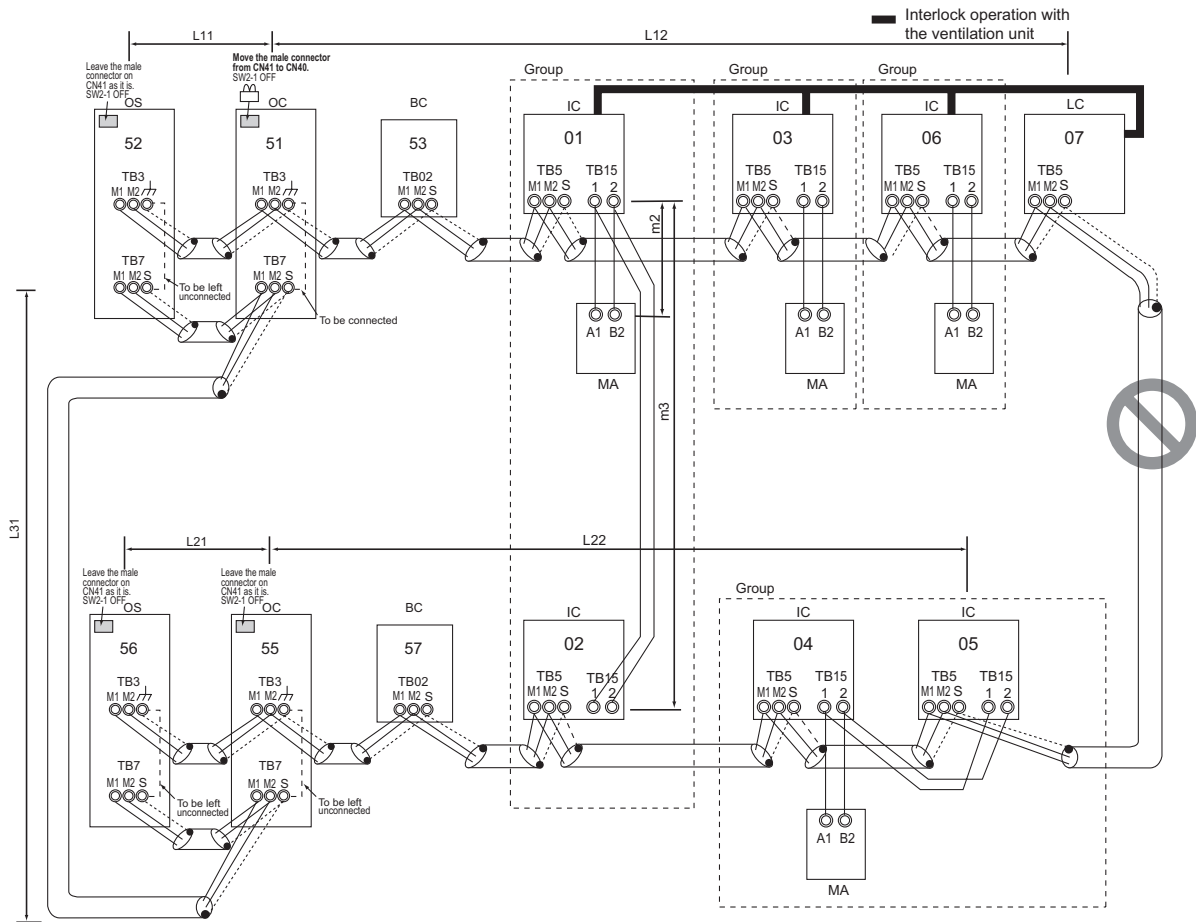 Interlock operation with
the ventilation unit
L11
L12
Leave the male
connector on
CN41 as it is.
SW2-1 OFF
Move the male connector
from CN41 to CN40.
SW2-1 OFF
Group
Group
Group
OS
OC
BC
IC
IC
IC
LC
52
51
53
01
03
06
07
TB3
TB3
TB02
TB5
TB15
TB5
TB15
TB5
TB15
TB5
M1 M2
M1 M2
M1 M2 S
M1 M2 S
1 2
M1 M2 S
1 2
M1 M2 S
1 2
M1 M2 S
m2
TB7
TB7
M1 M2 S
M1 M2 S
To be left
unconnected
To be connected
A1 B2
A1 B2
A1 B2
MA
MA
MA
m3
L31
L21
L22
Leave the male
connector on
CN41 as it is.
SW2-1 OFF
Leave the male
connector on
CN41 as it is.
SW2-1 OFF
Group
OS
OC
BC
IC
IC
IC
56
55
57
02
04
05
TB3
TB3
TB02
TB5
TB15
TB5
TB15
TB5
TB15
M1 M2
M1 M2
M1 M2 S
M1 M2 S
1 2
M1 M2 S
1 2
M1 M2 S
1 2
TB7
TB7
M1 M2 S
M1 M2 S
To be left
unconnected
To be left
unconnected
A1 B2
MA